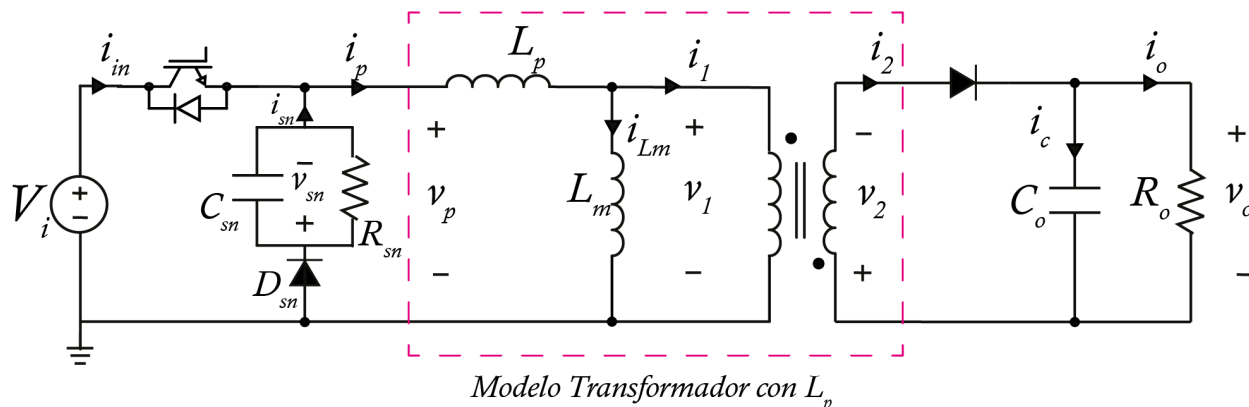 i_in
i_p
L_p
i_1
i_2
i_o
i_sn
+
i_Lm
+
−
i_c
+
V_i
+
−
C_sn
−
v_sn
+
R_sn
v_p
L_m
v_1
v_2
C_o
R_o
v_o
D_sn
−
−
+
−
Modelo Transformador con L_p